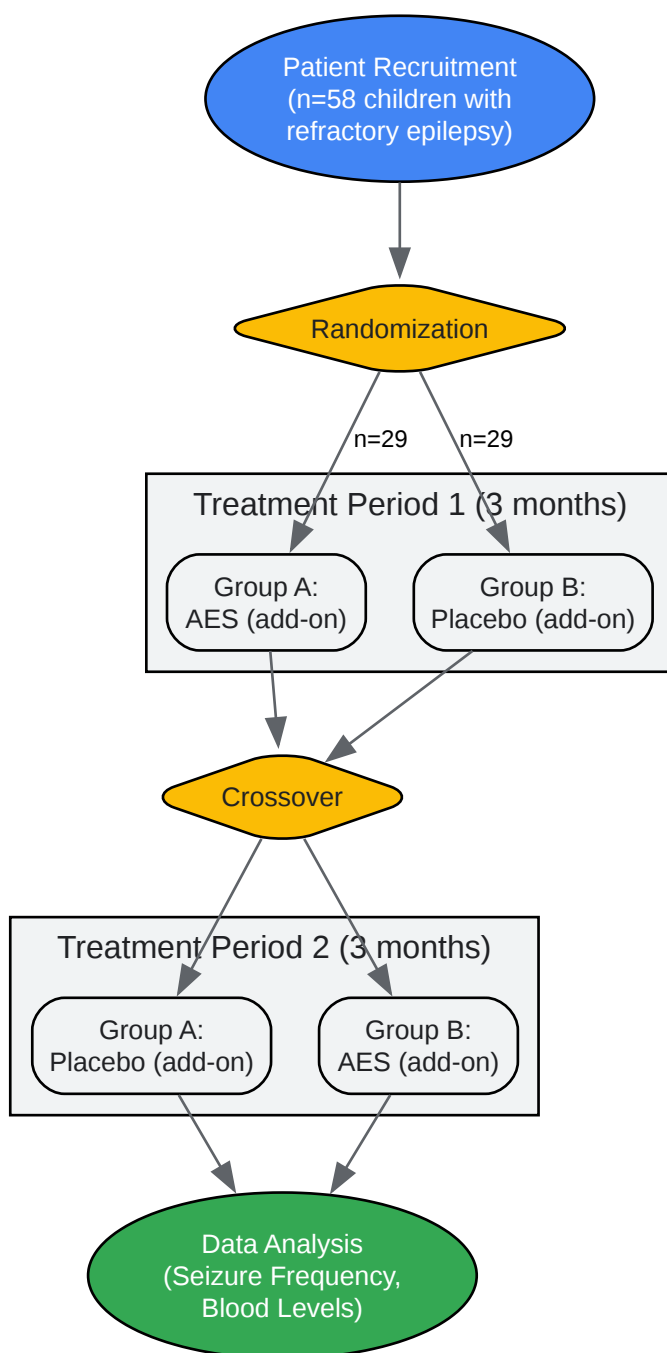 Patient Recruitment
(n=58 children with
refractory epilepsy)
Randomization
n=29
n=29
Treatment Period 1 (3 months)
Group A:
AES (add-on)
Group B:
Placebo (add-on)
Crossover
Treatment Period 2 (3 months)
Group A:
Placebo (add-on)
Group B:
AES (add-on)
Data Analysis
(Seizure Frequency,
Blood Levels)